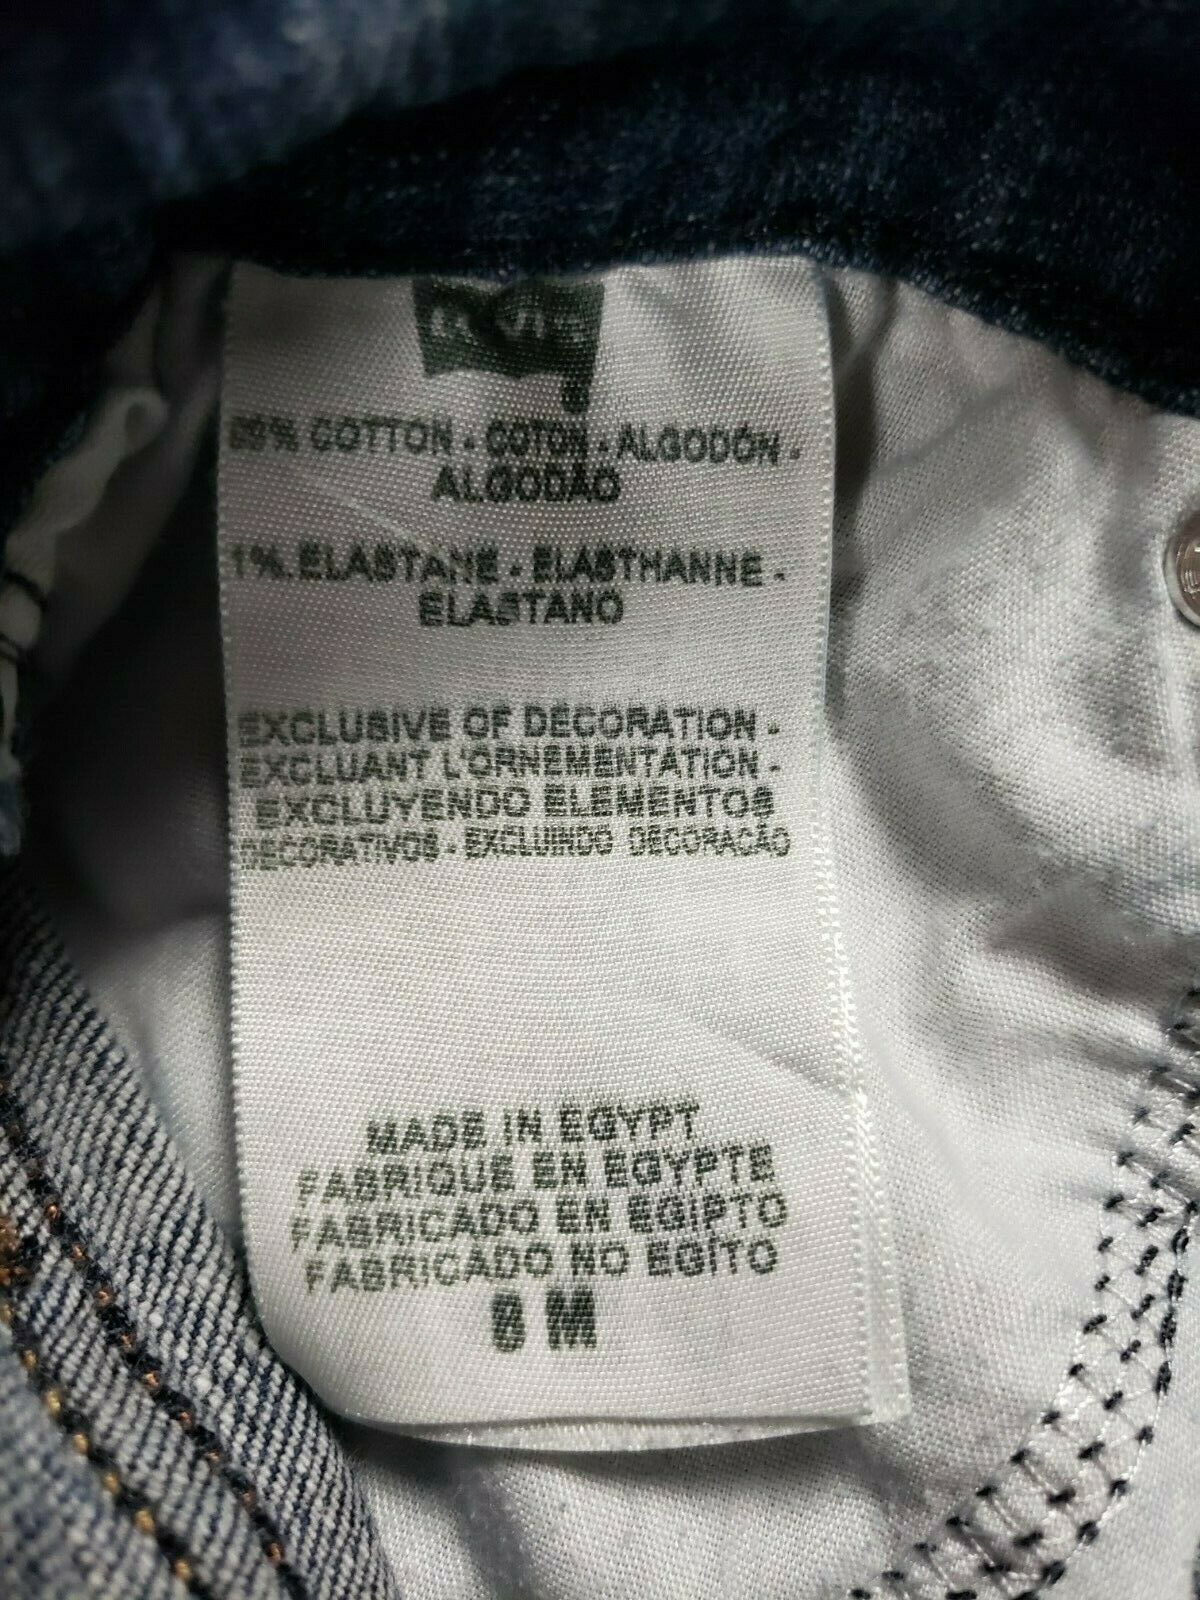 99% COTTON - COTON - ALGODÓN -
ALGODÃO
1% ELASTANE - ELASTHANNE -
ELASTANO
EXCLUSIVE OF DECORATION -
EXCLUANT L'ORNEMENTATION -
EXCLUYENDO ELEMENTOS
DECORATIVOS - EXCLUINDO DECORAÇÃO
MADE IN EGYPT
FABRIQUE EN EGYPTE
FABRICADO EN EGIPTO
FABRICADO NO EGITO
8 M